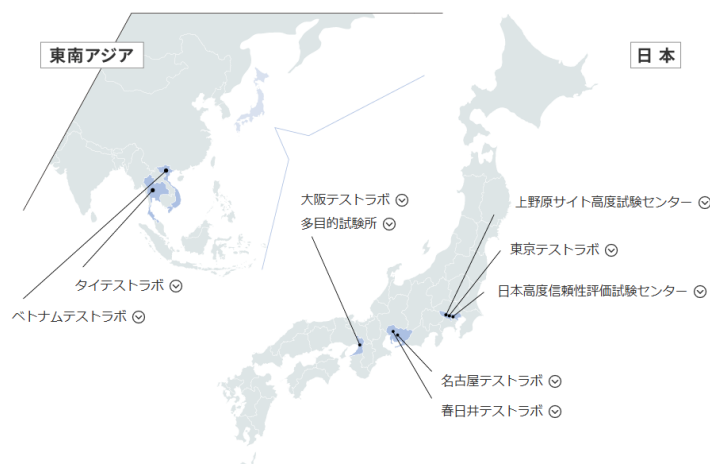 東南アジア
日本
大阪テストラボ
多目的試験所
上野原サイト高度試験センター
東京テストラボ
日本高度信頼性評価試験センター
タイテストラボ
ベトナムテストラボ
名古屋テストラボ
春日井テストラボ